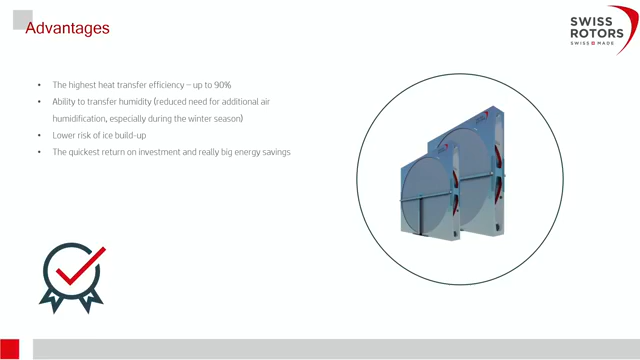 Advantages
SWISS
ROTORS
SWISS MADE
• The highest heat transfer efficiency – up to 90%
• Ability to transfer humidity (reduced need for additional air
humidification, especially during the winter season)
• Lower risk of ice build-up
• The quickest return on investment and really big energy savings